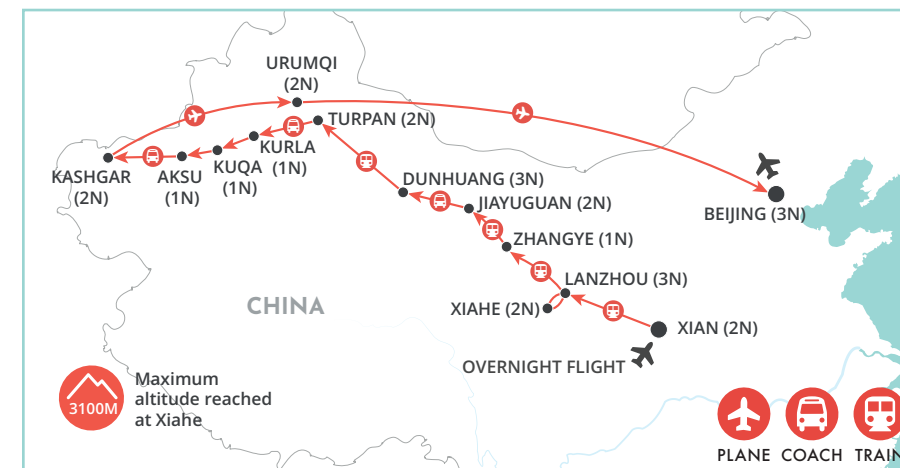 URUMQI
(2N)
TURPAN (2N)
KURLA
(1N)
KUQA
(1N)
AKSU
(1N)
KASHGAR
(2N)
DUNHUANG (3N)
JIAYUGUAN (2N)
ZHANGYE (1N)
LANZHOU (3N)
XIAHE (2N)
XIAN (2N)
OVERNIGHT FLIGHT
BEIJING (3N)
CHINA
3100M
Maximum
altitude reached
at Xiahe
PLANE COACH TRAIN